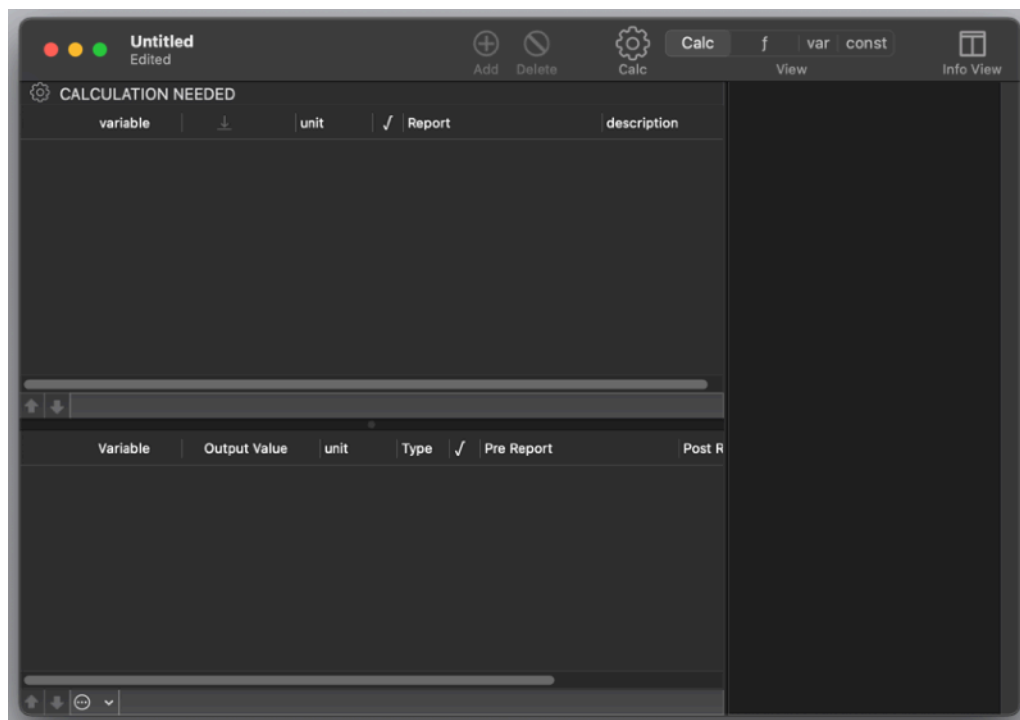 Untitled
Edited
Add Delete Calc Calc ƒ var const View Info View
CALCULATION NEEDED
variable unit √ Report description
Variable Output Value unit Type √ Pre Report Post R